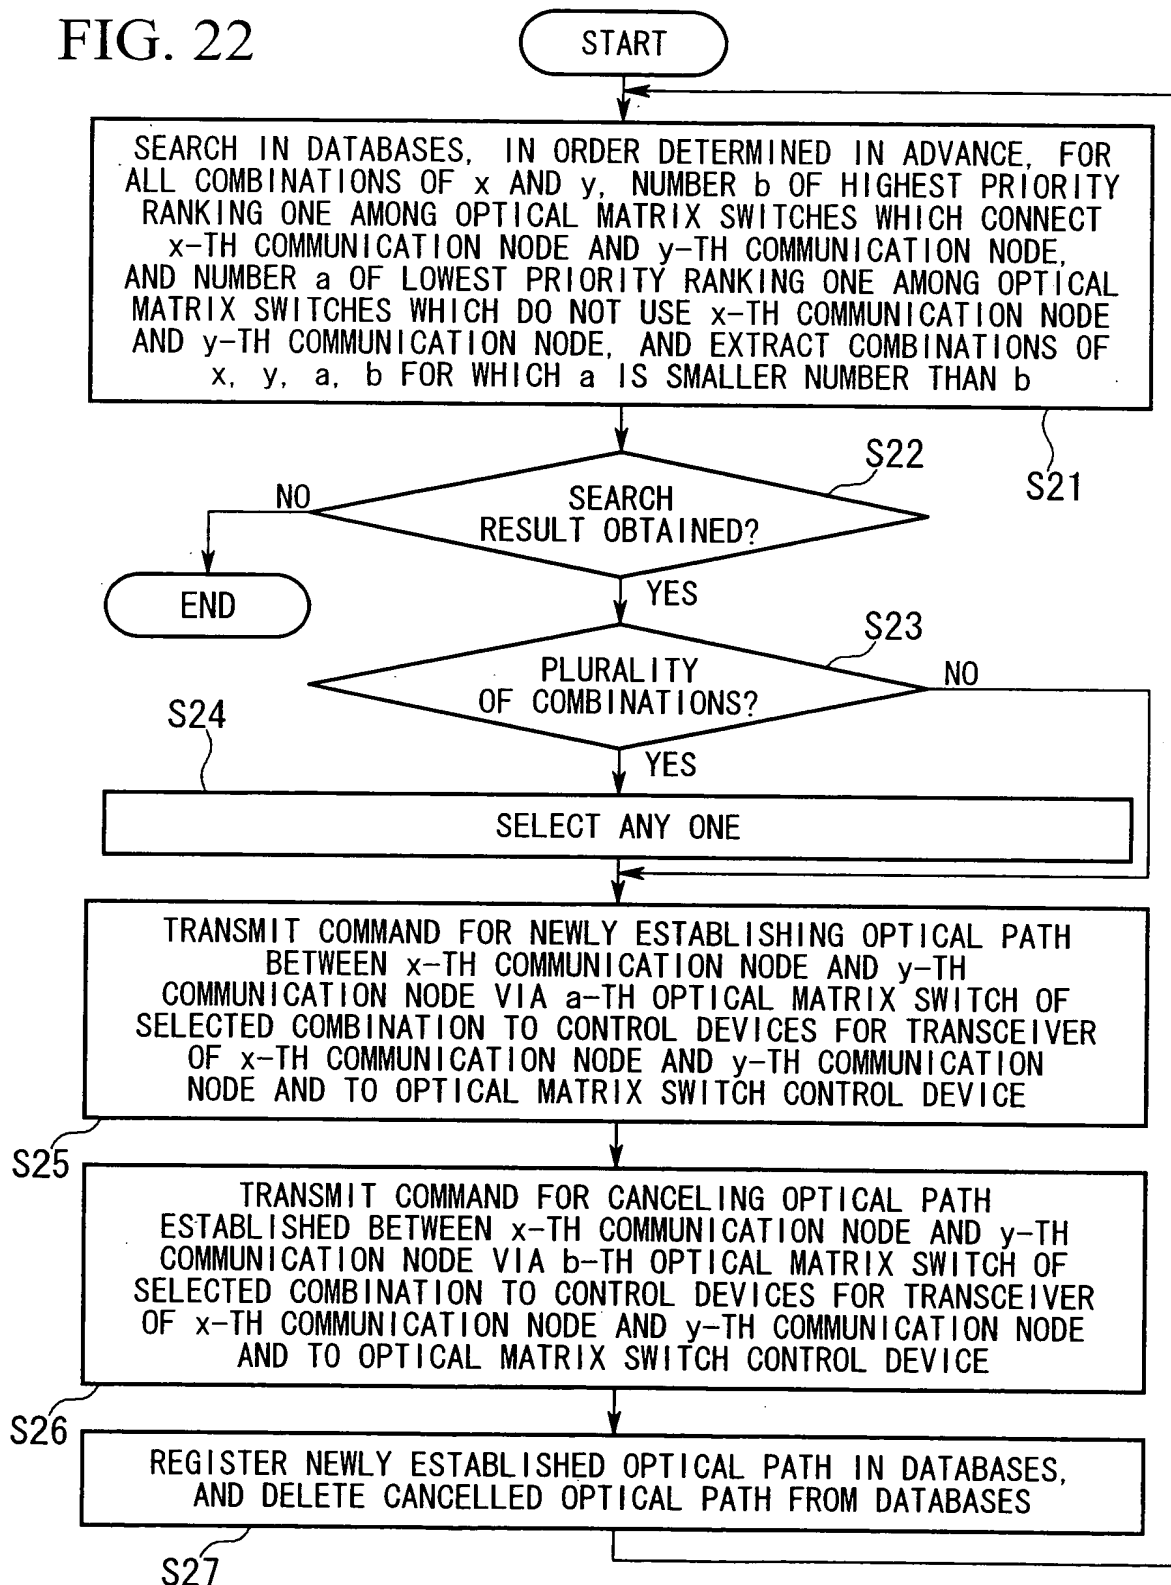 FIG. 22
START
SEARCH IN DATABASES, IN ORDER DETERMINED IN ADVANCE, FOR
ALL COMBINATIONS OF x AND y, NUMBER b OF HIGHEST PRIORITY
RANKING ONE AMONG OPTICAL MATRIX SWITCHES WHICH CONNECT
x-TH COMMUNICATION NODE AND y-TH COMMUNICATION NODE,
AND NUMBER a OF LOWEST PRIORITY RANKING ONE AMONG OPTICAL
MATRIX SWITCHES WHICH DO NOT USE x-TH COMMUNICATION NODE
AND y-TH COMMUNICATION NODE, AND EXTRACT COMBINATIONS OF
x, y, a, b FOR WHICH a IS SMALLER NUMBER THAN b
S21
S22
SEARCH
RESULT OBTAINED?
NO
END
YES
S23
PLURALITY
OF COMBINATIONS?
NO
S24
YES
SELECT ANY ONE
TRANSMIT COMMAND FOR NEWLY ESTABLISHING OPTICAL PATH
BETWEEN x-TH COMMUNICATION NODE AND y-TH
COMMUNICATION NODE VIA a-TH OPTICAL MATRIX SWITCH OF
SELECTED COMBINATION TO CONTROL DEVICES FOR TRANSCEIVER
OF x-TH COMMUNICATION NODE AND y-TH COMMUNICATION
NODE AND TO OPTICAL MATRIX SWITCH CONTROL DEVICE
S25
TRANSMIT COMMAND FOR CANCELING OPTICAL PATH
ESTABLISHED BETWEEN x-TH COMMUNICATION NODE AND y-TH
COMMUNICATION NODE VIA b-TH OPTICAL MATRIX SWITCH OF
SELECTED COMBINATION TO CONTROL DEVICES FOR TRANSCEIVER
OF x-TH COMMUNICATION NODE AND y-TH COMMUNICATION NODE
AND TO OPTICAL MATRIX SWITCH CONTROL DEVICE
S26
REGISTER NEWLY ESTABLISHED OPTICAL PATH IN DATABASES,
AND DELETE CANCELLED OPTICAL PATH FROM DATABASES
S27